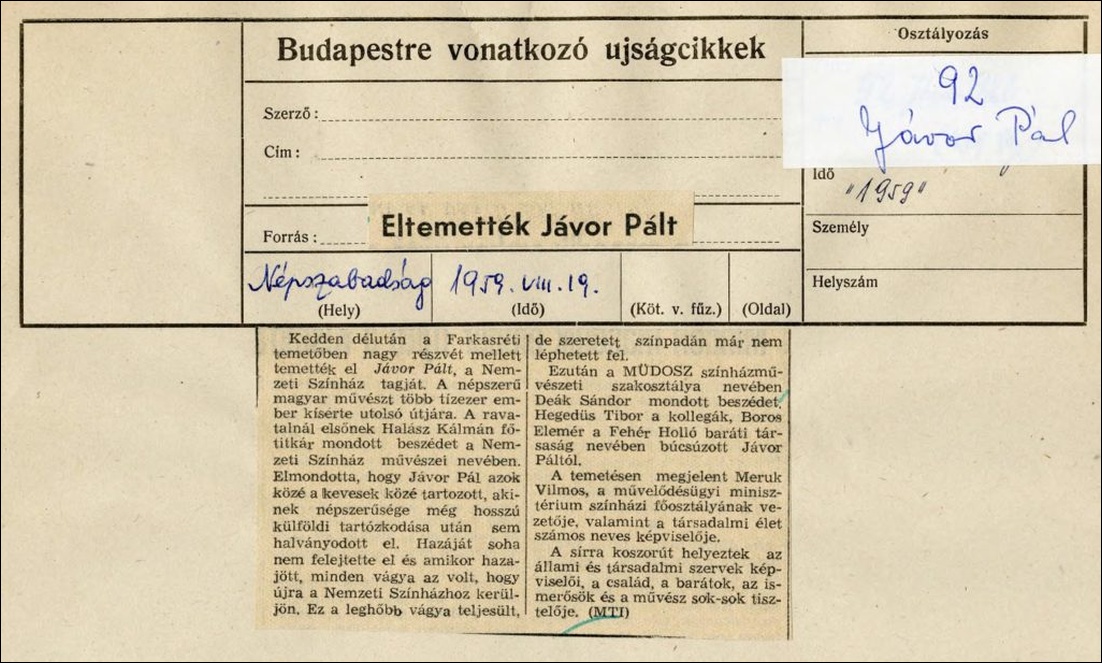 Budapestre vonatkozó ujságcikkek
Osztályozás
92
Jávor Pál
Szerző :
Cím :
Idő
"1959"
Forrás :
Eltemették Jávor Pált
Személy
Helyszám
Népszabadság
1959. VIII. 19.
(Hely)
(Idő)
(Köt. v. fűz.)
(Oldal)
Kedden délután a Farkasréti
temetőben nagy részvét mellett
temették el Jávor Pált, a Nem-
zeti Színház tagját. A népszerű
magyar művészt több tízezer em-
ber kísérte utolsó útjára. A rava-
talnál elsőnek Halász Kálmán fő-
titkár mondott beszédet a Nem-
zeti Színház művészei nevében.
Elmondotta, hogy Jávor Pál azok
közé a kevesek közé tartozott, aki-
nek népszerűsége még hosszú
külföldi tartózkodása után sem
halványodott el. Hazáját soha
nem felejtette el és amikor haza-
jött, minden vágya az volt, hogy
újra a Nemzeti Színházhoz kerül-
jön. Ez a leghőbb vágya teljesült,
de szeretett színpadán már nem
léphetett fel.
Ezután a MÜDOSZ színházmű-
vészeti szakosztálya nevében
Deák Sándor mondott beszédet,
Hegedüs Tibor a kollegák, Boros
Elemér a Fehér Holló baráti tár-
saság nevében búcsúzott Jávor
Páltól.
A temetésen megjelent Meruk
Vilmos, a művelődésügyi minisz-
térium színházi főosztályának ve-
zetője, valamint a társadalmi élet
számos neves képviselője.
A sírra koszorút helyeztek az
állami és társadalmi szervek kép-
viselői, a család, a barátok, az is-
merősök és a művész sok-sok tisz-
telője. (MTI)